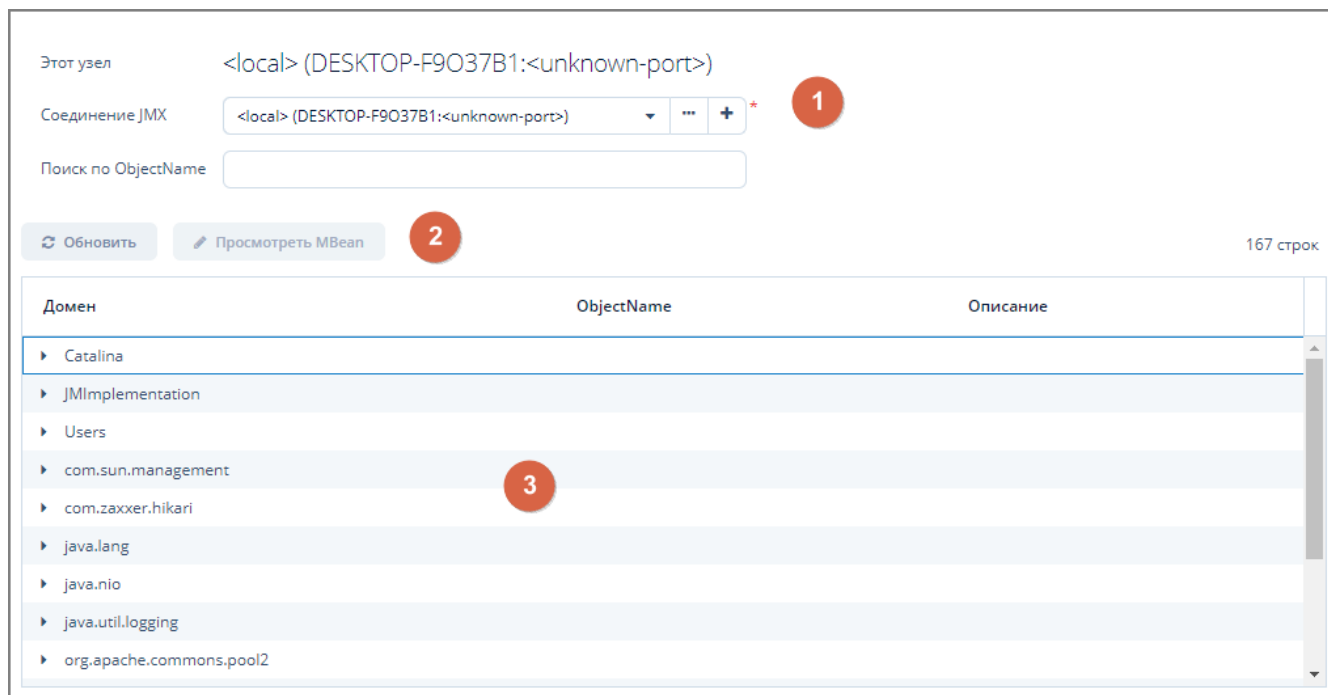 Этот узел <local> (DESKTOP-F9O37B1:<unknown-port>)
Соединение JMX <local> (DESKTOP-F9O37B1:<unknown-port>) ... + * 1
Поиск по ObjectName
Обновить Просмотреть MBean 2 167 строк
Домен ObjectName Описание
Catalina
JMImplementation
Users
com.sun.management
3
com.zaxxer.hikari
java.lang
java.nio
java.util.logging
org.apache.commons.pool2